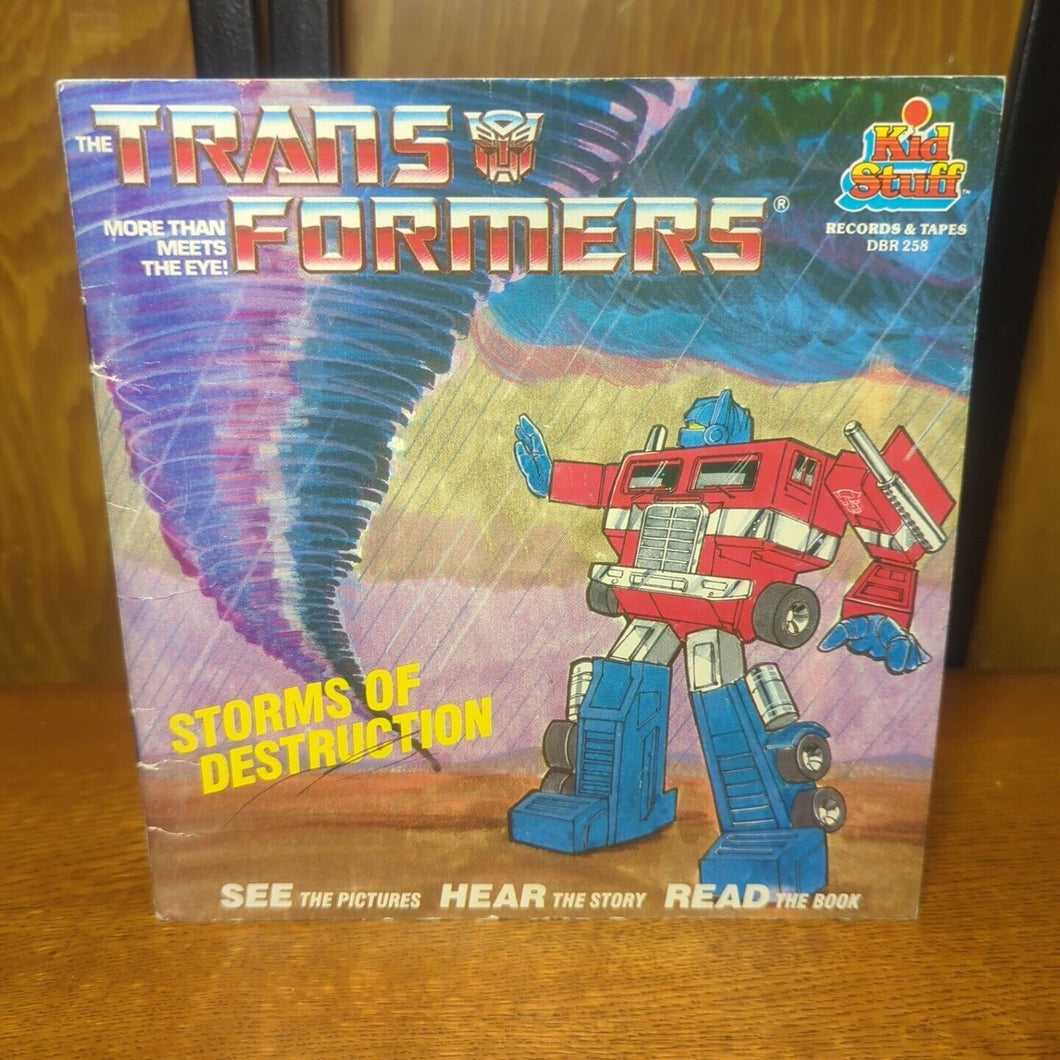 THE TRANS
FORMERS®
MORE THAN
MEETS
THE EYE!
Kid
Stuff™
RECORDS & TAPES
DBR 258
STORMS OF
DESTRUCTION
SEE THE PICTURES HEAR THE STORY READ THE BOOK